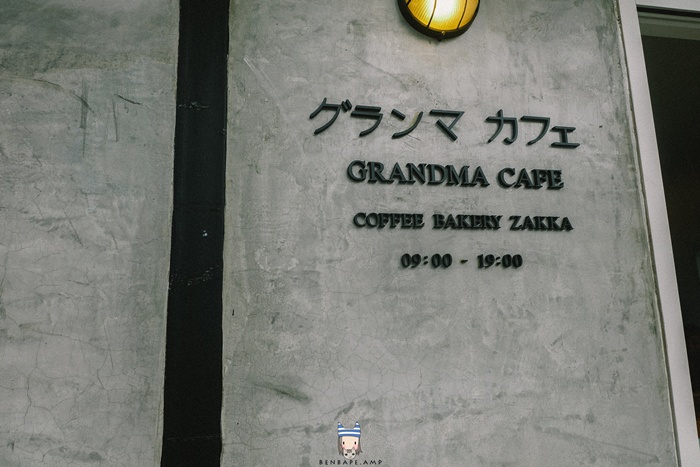 グランマ カフェ
GRANDMA CAFE
COFFEE BAKERY ZAKKA
09:00 - 19:00
BENBAPE.AMP